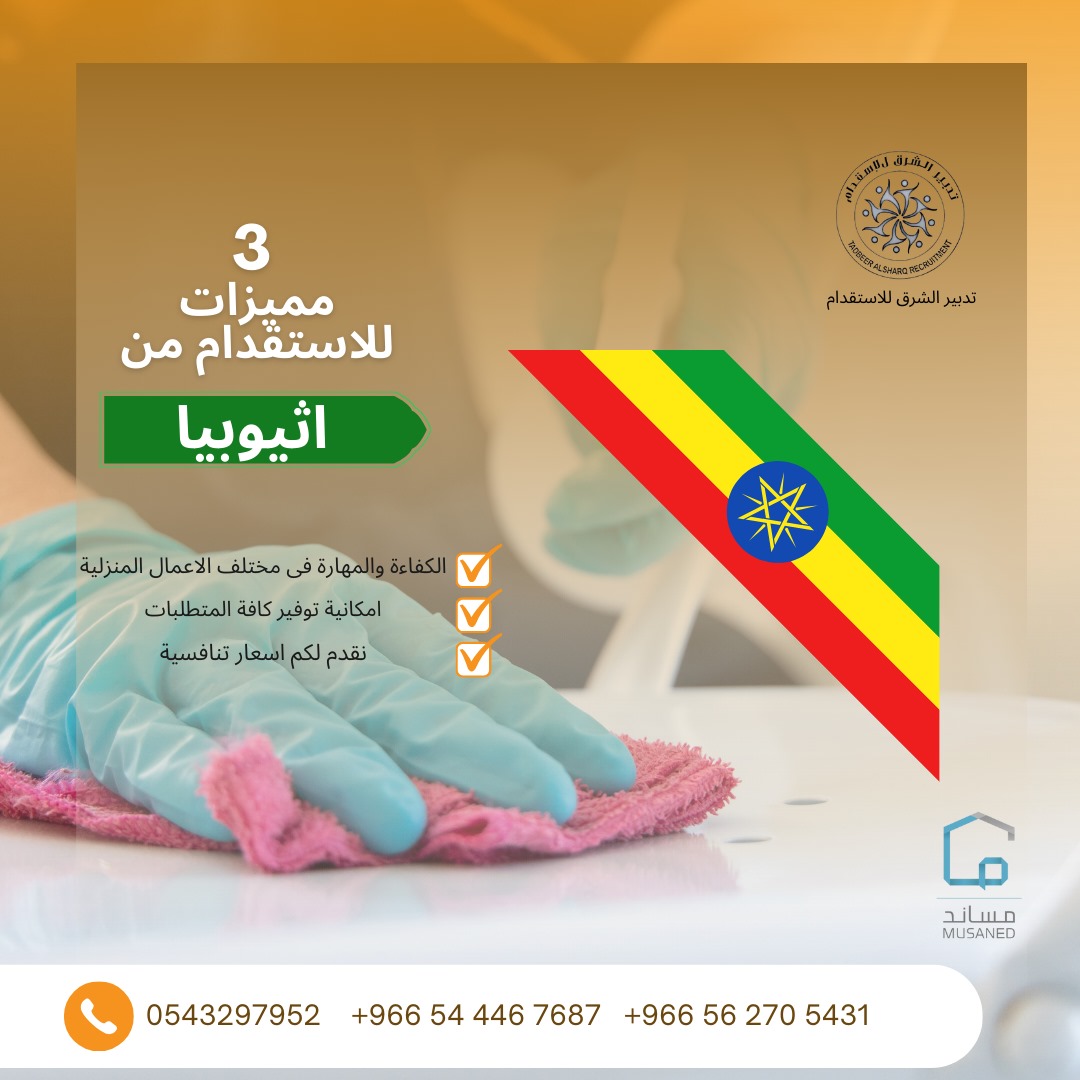 تدبير الشرق للاستقدام
TADBEER ALSHARQ RECRUITMENT
تدبير الشرق للاستقدام
3
مميزات
للاستقدام من
اثيوبيا
الكفاءة والمهارة فى مختلف الاعمال المنزلية
امكانية توفير كافة المتطلبات
نقدم لكم اسعار تنافسية
مساند
MUSANED
0543297952 +966 54 446 7687 +966 56 270 5431